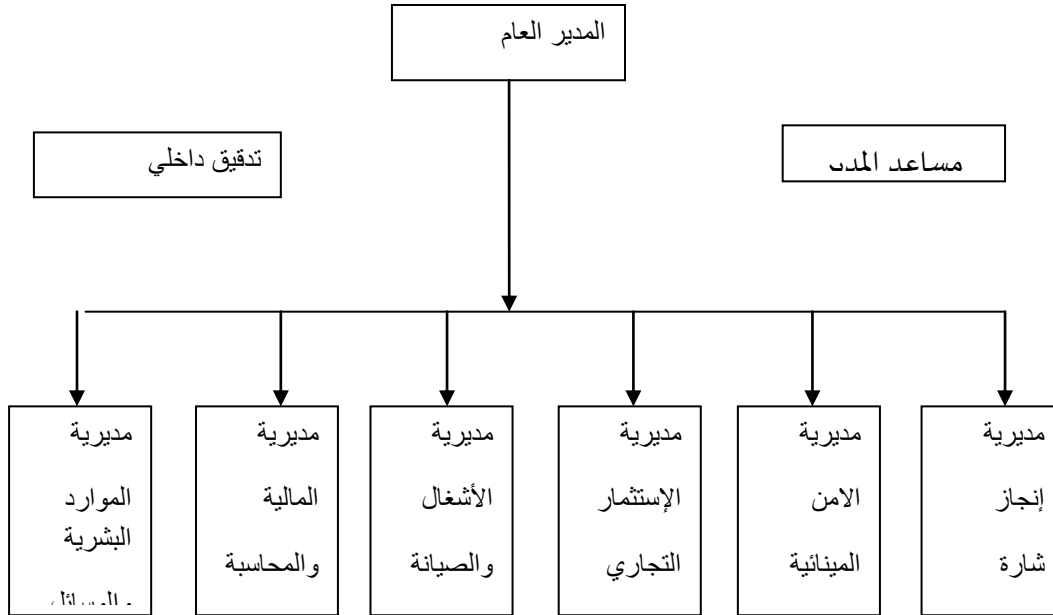 المدير العام
مساعد
تدقيق داخلي
مديرية
إنجاز
شارة
مديرية
الامن
المينائية
مديرية
الإستثمار
التجاري
مديرية
الأشغال
والصيانة
مديرية
المالية
والمحاسبة
مديرية
الموارد
البشرية